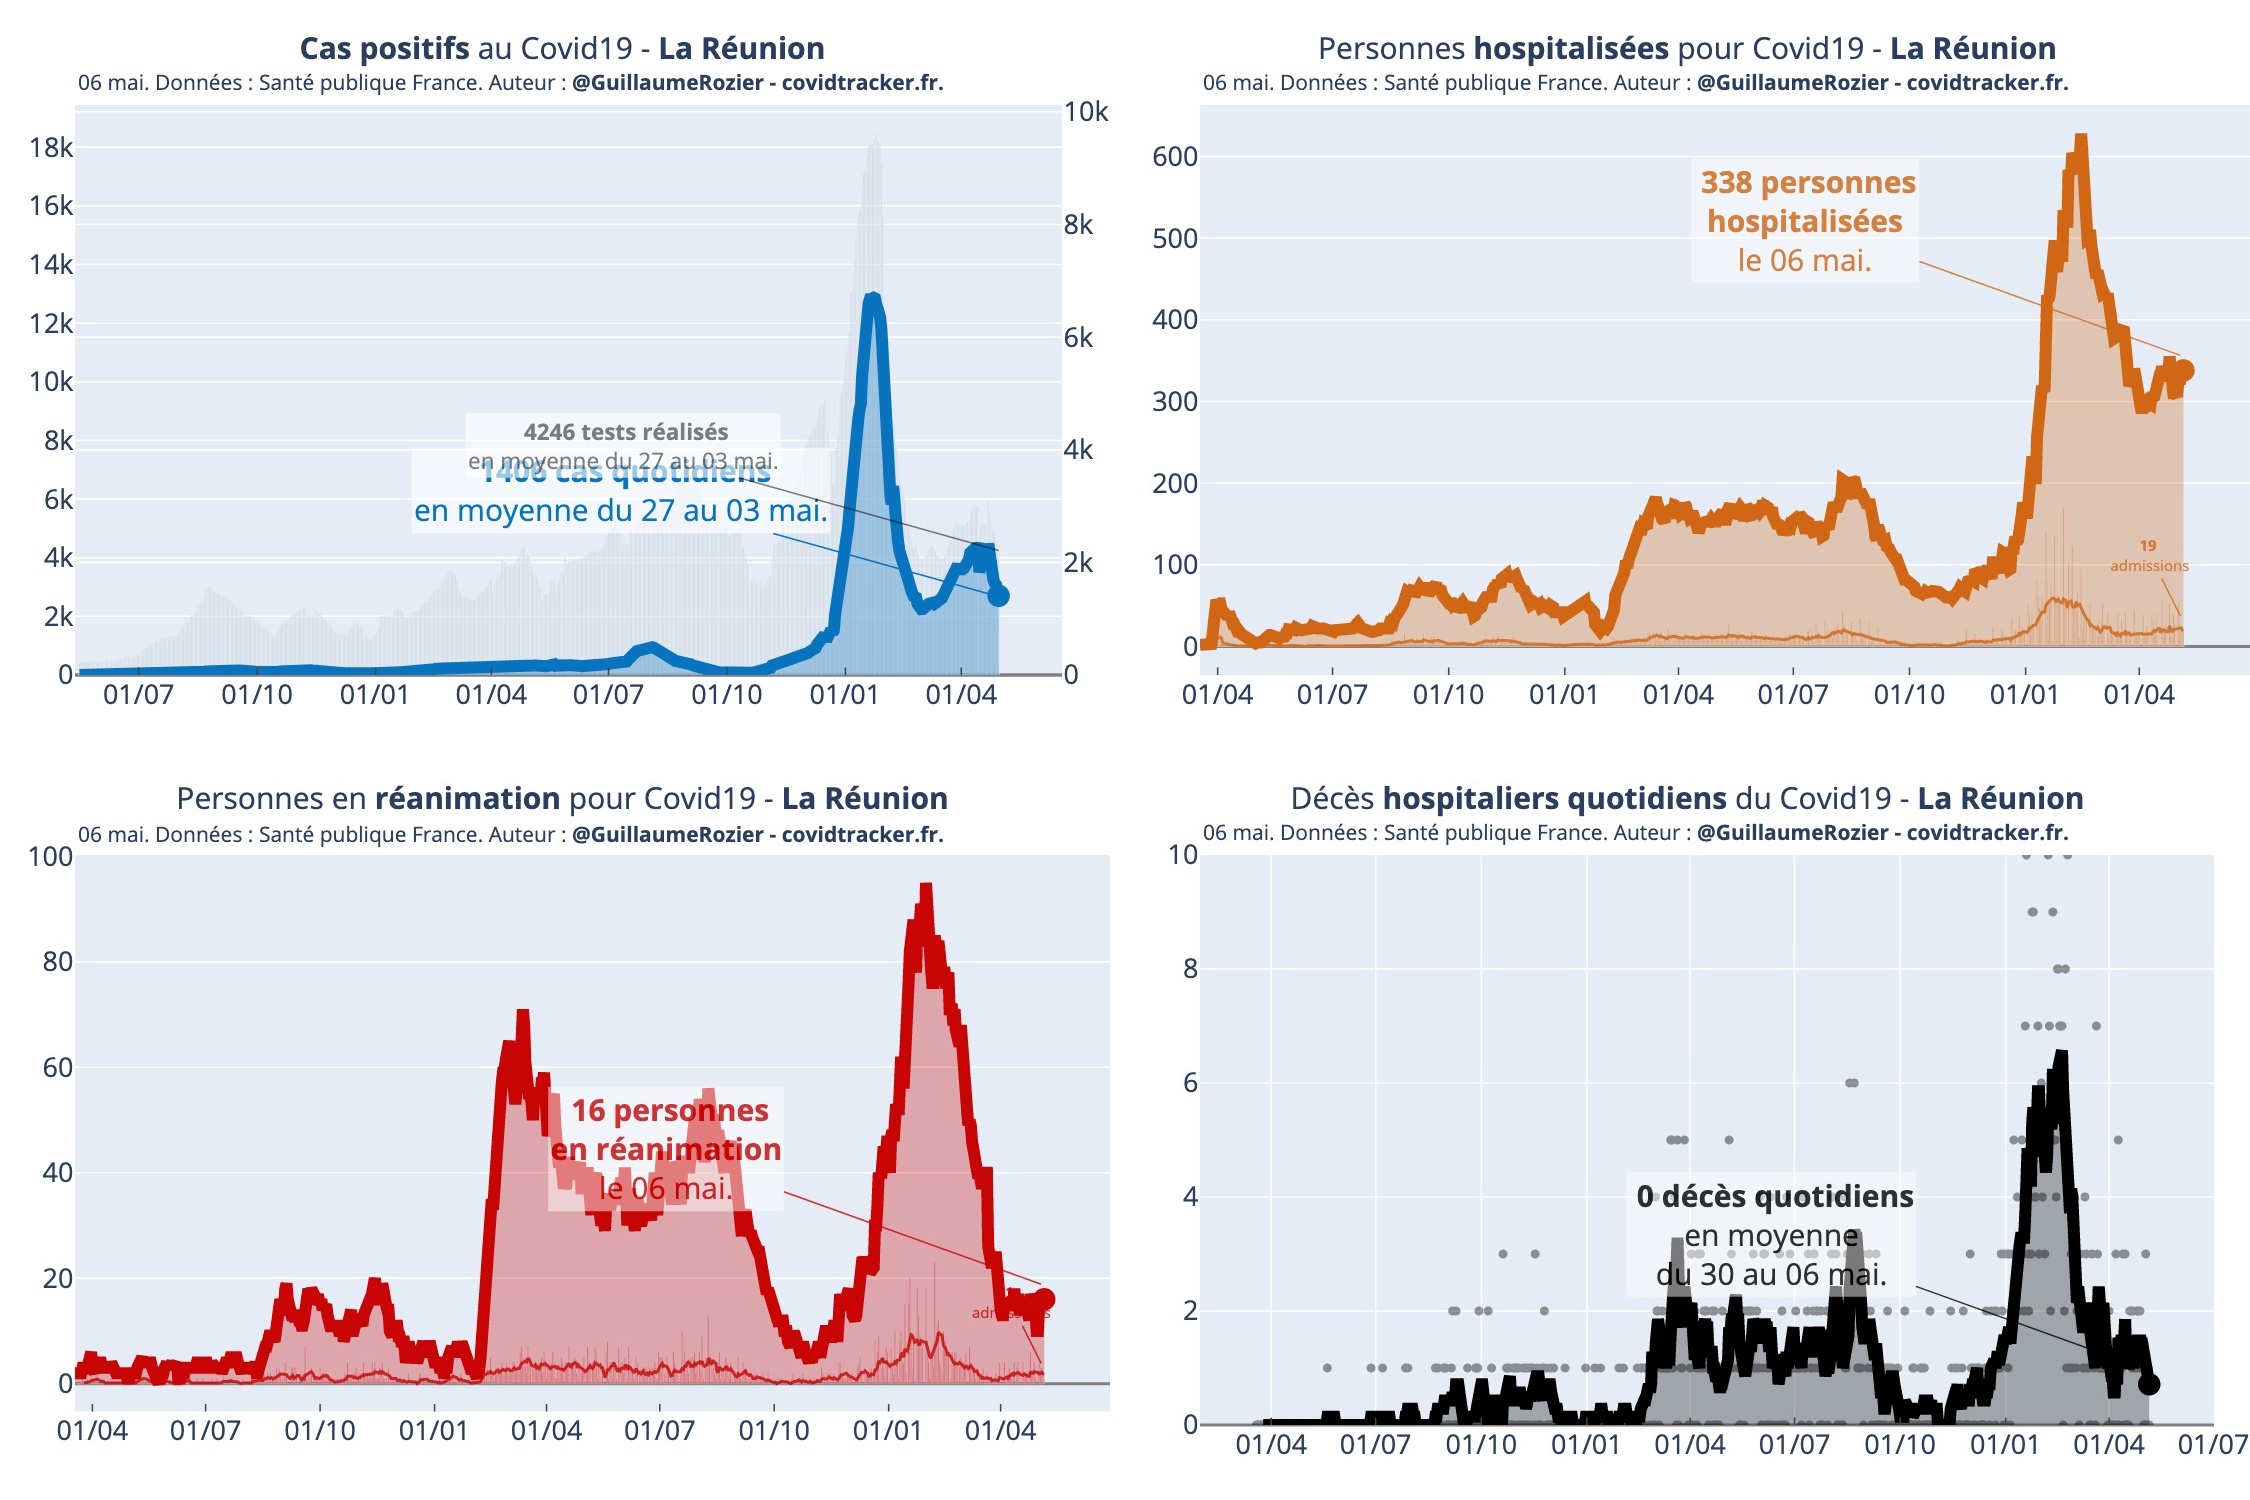 Cas positifs au Covid19 - La Réunion
06 mai. Données : Santé publique France. Auteur : @GuillaumeRozier - covidtracker.fr.
10k
18k
16k
8k
14k
12k
6k
10k
8k
4k
6k
4k
2k
2k
0
0
4246 tests réalisés
en moyenne du 27 au 03 mai.
1406 cas quotidiens
en moyenne du 27 au 03 mai.
01/07 01/10 01/01 01/04 01/07 01/10 01/01 01/04
Personnes hospitalisées pour Covid19 - La Réunion
06 mai. Données : Santé publique France. Auteur : @GuillaumeRozier - covidtracker.fr.
600
500
400
300
200
100
0
338 personnes
hospitalisées
le 06 mai.
19
admissions
01/04 01/07 01/10 01/01 01/04 01/07 01/10 01/01 01/04
Personnes en réanimation pour Covid19 - La Réunion
06 mai. Données : Santé publique France. Auteur : @GuillaumeRozier - covidtracker.fr.
100
80
60
40
20
0
16 personnes
en réanimation
le 06 mai.
01/04 01/07 01/10 01/01 01/04 01/07 01/10 01/01 01/04
Décès hospitaliers quotidiens du Covid19 - La Réunion
06 mai. Données : Santé publique France. Auteur : @GuillaumeRozier - covidtracker.fr.
10
8
6
4
2
0
0 décès quotidiens
en moyenne
du 30 au 06 mai.
01/04 01/07 01/10 01/01 01/04 01/07 01/10 01/01 01/04 01/07